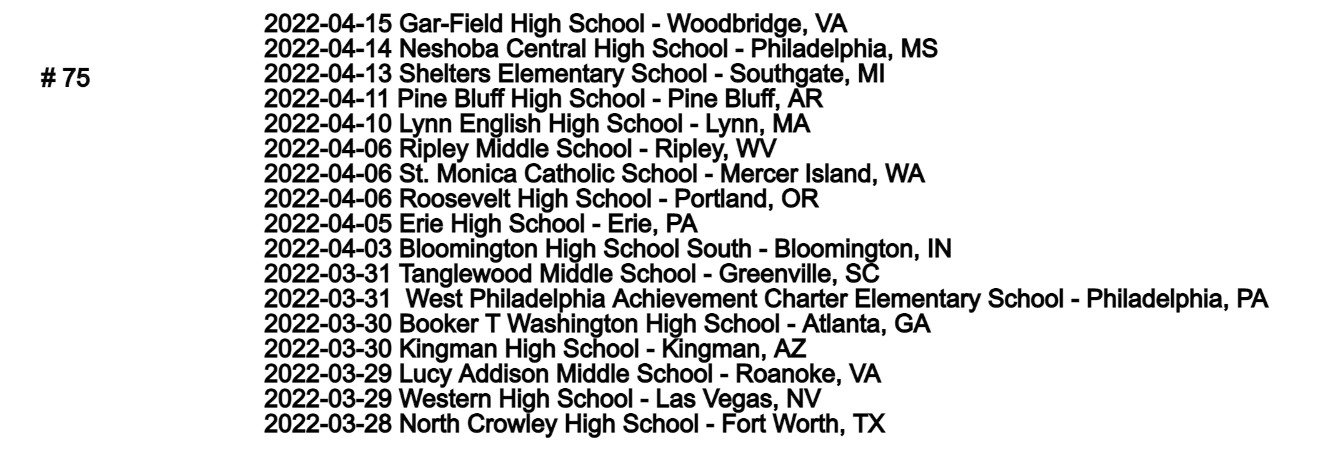 2022-04-15 Gar-Field High School - Woodbridge, VA
2022-04-14 Neshoba Central High School - Philadelphia, MS
# 75
2022-04-13 Shelters Elementary School - Southgate, MI
2022-04-11 Pine Bluff High School - Pine Bluff, AR
2022-04-10 Lynn English High School - Lynn, MA
2022-04-06 Ripley Middle School - Ripley, WV
2022-04-06 St. Monica Catholic School - Mercer Island, WA
2022-04-06 Roosevelt High School - Portland, OR
2022-04-05 Erie High School - Erie, PA
2022-04-03 Bloomington High School South - Bloomington, IN
2022-03-31 Tanglewood Middle School - Greenville, SC
2022-03-31  West Philadelphia Achievement Charter Elementary School - Philadelphia, PA
2022-03-30 Booker T Washington High School - Atlanta, GA
2022-03-30 Kingman High School - Kingman, AZ
2022-03-29 Lucy Addison Middle School - Roanoke, VA
2022-03-29 Western High School - Las Vegas, NV
2022-03-28 North Crowley High School - Fort Worth, TX